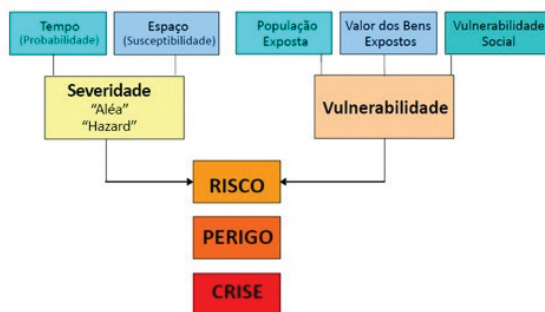 Tempo
(Probabilidade)
Espaço
(Susceptibilidade)
População
Exposta
Valor dos Bens
Expostos
Vulnerabilidade
Social
Severidade
“Aléa”
“Hazard”
Vulnerabilidade
RISCO
PERIGO
CRISE